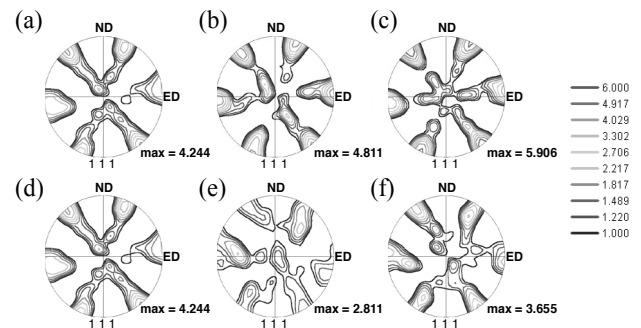 (a)
ND
ED
max = 4.244
1 1 1
(b)
ND
ED
max = 4.811
1 1 1
(c)
ND
ED
max = 5.906
1 1 1
6.000
4.917
4.029
3.302
2.706
2.217
1.817
1.489
1.220
1.000
(d)
ND
ED
max = 4.244
1 1 1
(e)
ND
ED
max = 2.811
1 1 1
(f)
ND
ED
max = 3.655
1 1 1